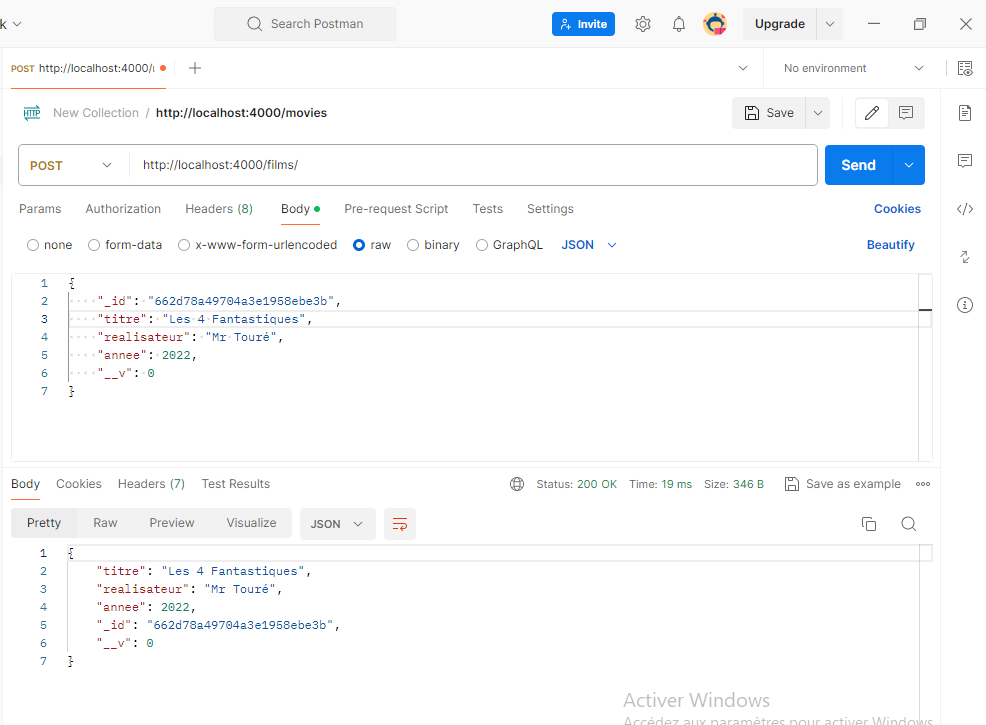 k
Search Postman
Invite
Upgrade
POST http://localhost:4000/
No environment
HTTP New Collection / http://localhost:4000/movies
Save
POST http://localhost:4000/films/
Send
Params Authorization Headers (8) Body Pre-request Script Tests Settings Cookies
none form-data x-www-form-urlencoded raw binary GraphQL JSON Beautify
1 {
2 "_id": "662d78a49704a3e1958ebe3b",
3 "titre": "Les 4 Fantastiques",
4 "realisateur": "Mr Touré",
5 "annee": 2022,
6 "__v": 0
7 }
Body Cookies Headers (7) Test Results Status: 200 OK Time: 19 ms Size: 346 B Save as example
Pretty Raw Preview Visualize JSON
1 {
2 "titre": "Les 4 Fantastiques",
3 "realisateur": "Mr Touré",
4 "annee": 2022,
5 "_id": "662d78a49704a3e1958ebe3b",
6 "__v": 0
7 }
Activer Windows
Accédez aux paramètres pour activer Windows